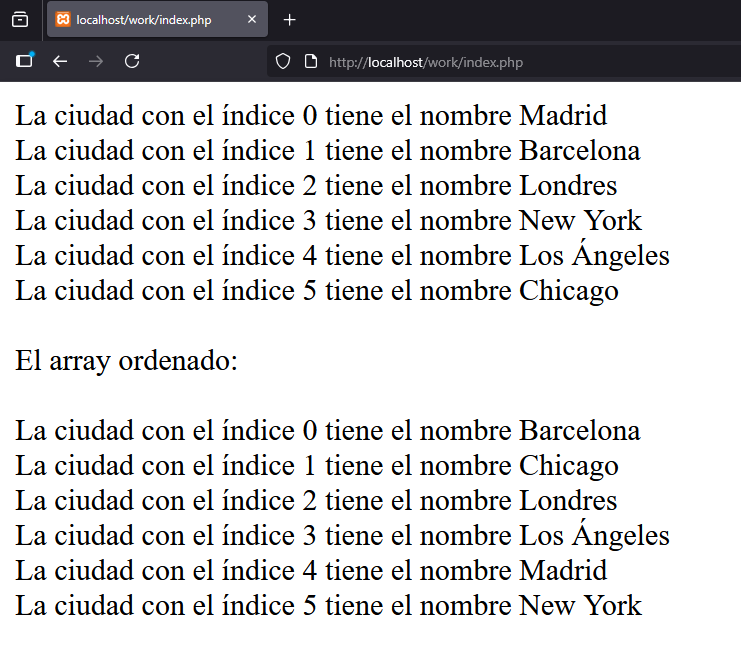 localhost/work/index.php
http://localhost/work/index.php
La ciudad con el índice 0 tiene el nombre Madrid
La ciudad con el índice 1 tiene el nombre Barcelona
La ciudad con el índice 2 tiene el nombre Londres
La ciudad con el índice 3 tiene el nombre New York
La ciudad con el índice 4 tiene el nombre Los Ángeles
La ciudad con el índice 5 tiene el nombre Chicago
El array ordenado:
La ciudad con el índice 0 tiene el nombre Barcelona
La ciudad con el índice 1 tiene el nombre Chicago
La ciudad con el índice 2 tiene el nombre Londres
La ciudad con el índice 3 tiene el nombre Los Ángeles
La ciudad con el índice 4 tiene el nombre Madrid
La ciudad con el índice 5 tiene el nombre New York